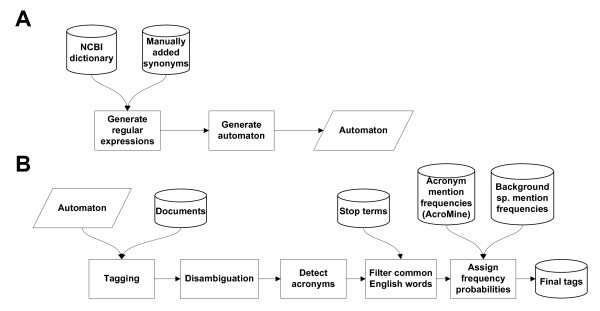 A
NCBI
dictionary
Manually
added
synonyms
Generate
regular
expressions
Generate
automaton
Automaton
B
Automaton
Documents
Stop terms
Acronym
mention
frequencies
(AcroMine)
Background
sp. mention
frequencies
Tagging
Disambiguation
Detect
acronyms
Filter common
English words
Assign
frequency
probabilities
Final tags